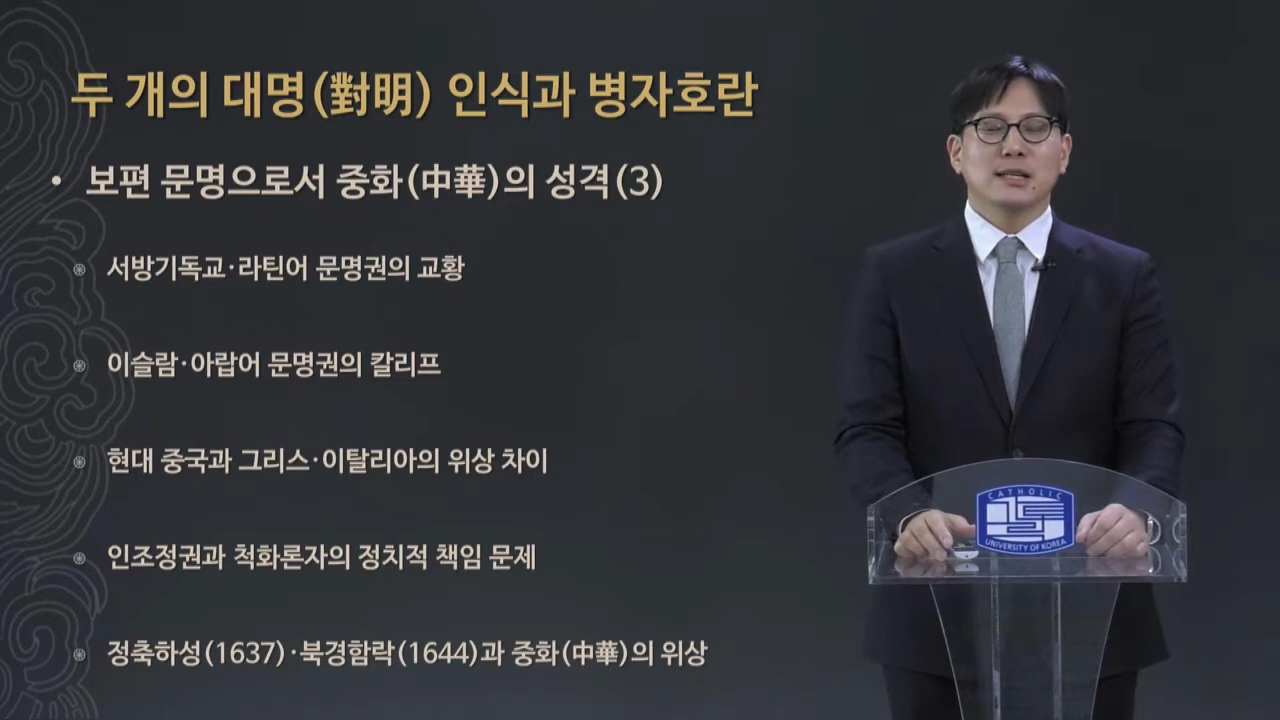 두 개의 대명(對明) 인식과 병자호란
• 보편 문명으로서 중화(中華)의 성격(3)
서방기독교·라틴어 문명권의 교황
이슬람·아랍어 문명권의 칼리프
현대 중국과 그리스·이탈리아의 위상 차이
인조정권과 척화론자의 정치적 책임 문제
정축하성(1637)·북경함락(1644)과 중화(中華)의 위상
CATHOLIC
UNIVERSITY OF KOREA